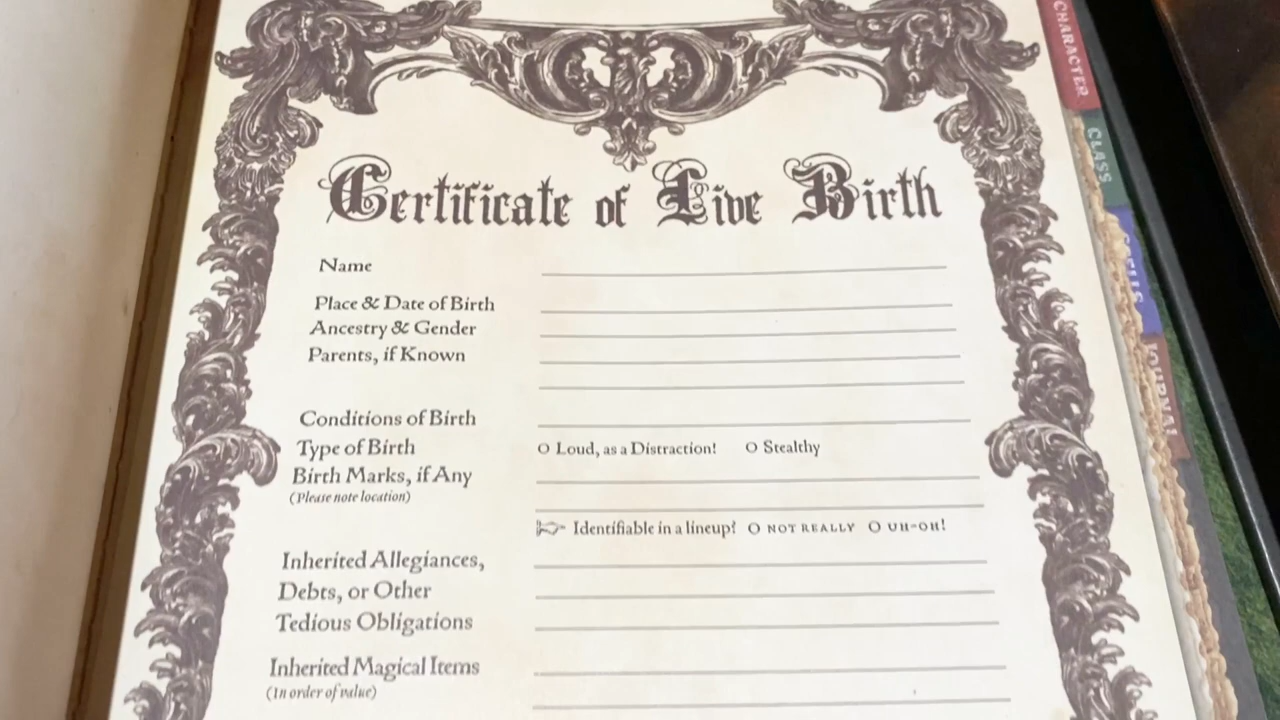 CHARACTER
CLASS
SPELLS
JOURNAL
Certificate of Live Birth
Name
Place & Date of Birth
Ancestry & Gender
Parents, if Known
Conditions of Birth
Type of Birth O Loud, as a Distraction! O Stealthy
Birth Marks, if Any
(Please note location)
Identifiable in a lineup? O NOT REALLY O UH-OH!
Inherited Allegiances,
Debts, or Other
Tedious Obligations
Inherited Magical Items
(In order of value)